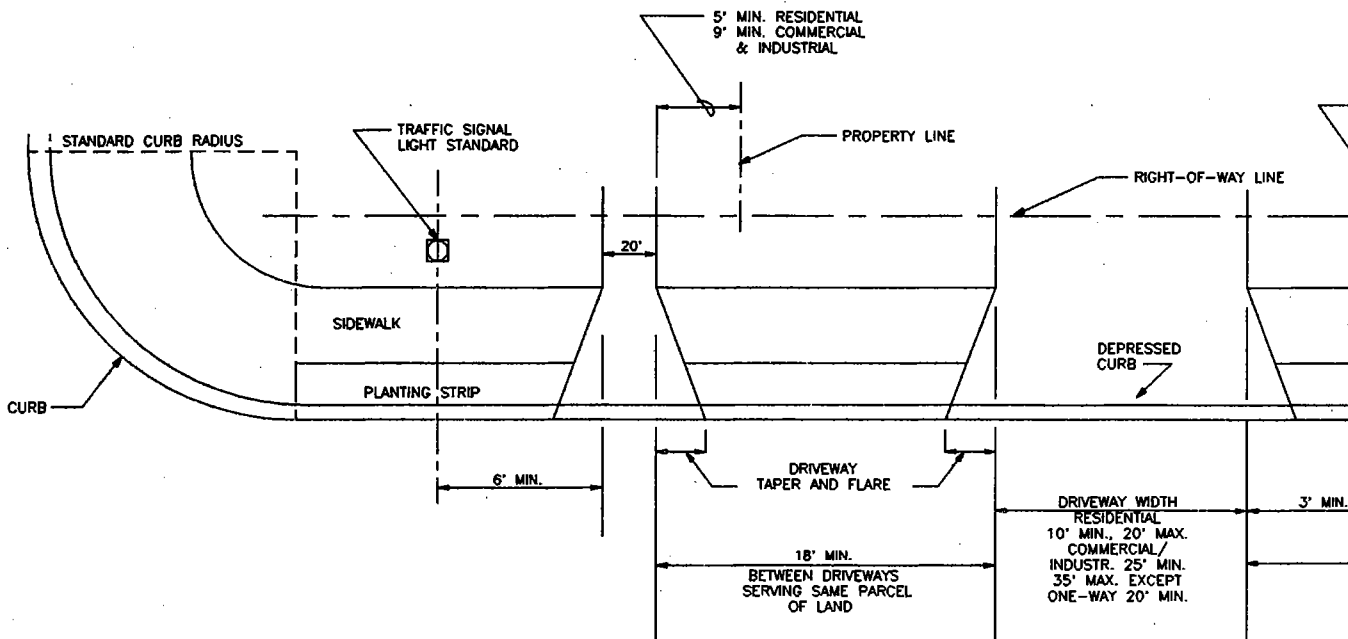 5' MIN. RESIDENTIAL
9' MIN. COMMERCIAL
& INDUSTRIAL
STANDARD CURB RADIUS
TRAFFIC SIGNAL
LIGHT STANDARD
PROPERTY LINE
RIGHT-OF-WAY LINE
20'
SIDEWALK
DEPRESSED
CURB
PLANTING STRIP
CURB
6' MIN.
DRIVEWAY
TAPER AND FLARE
DRIVEWAY WIDTH
RESIDENTIAL
10' MIN., 20' MAX.
COMMERCIAL/
INDUSTR. 25' MIN.
35' MAX. EXCEPT
ONE-WAY 20' MIN.
3' MIN.
18' MIN.
BETWEEN DRIVEWAYS
SERVING SAME PARCEL
OF LAND